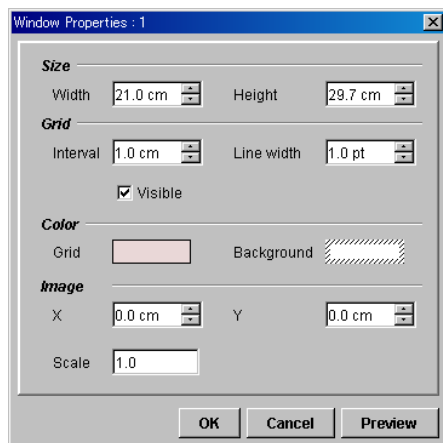 Window Properties : 1
Size
Width 21.0 cm Height 29.7 cm
Grid
Interval 1.0 cm Line width 1.0 pt
Visible
Color
Grid Background
Image
X 0.0 cm Y 0.0 cm
Scale 1.0
OK Cancel Preview